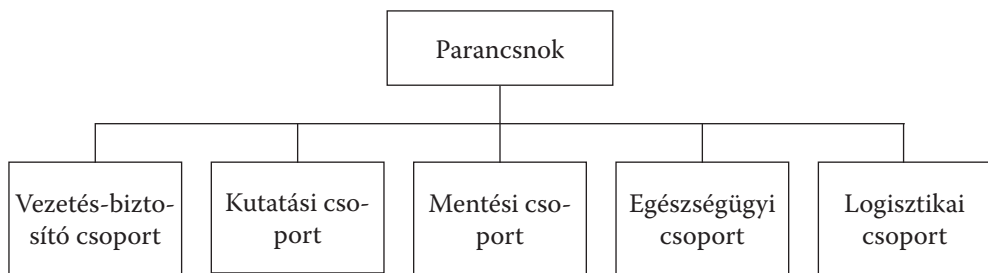 Parancsnok
Vezetés-bizto-
sító csoport
Kutatási cso-
port
Mentési cso-
port
Egészségügyi
csoport
Logisztikai
csoport